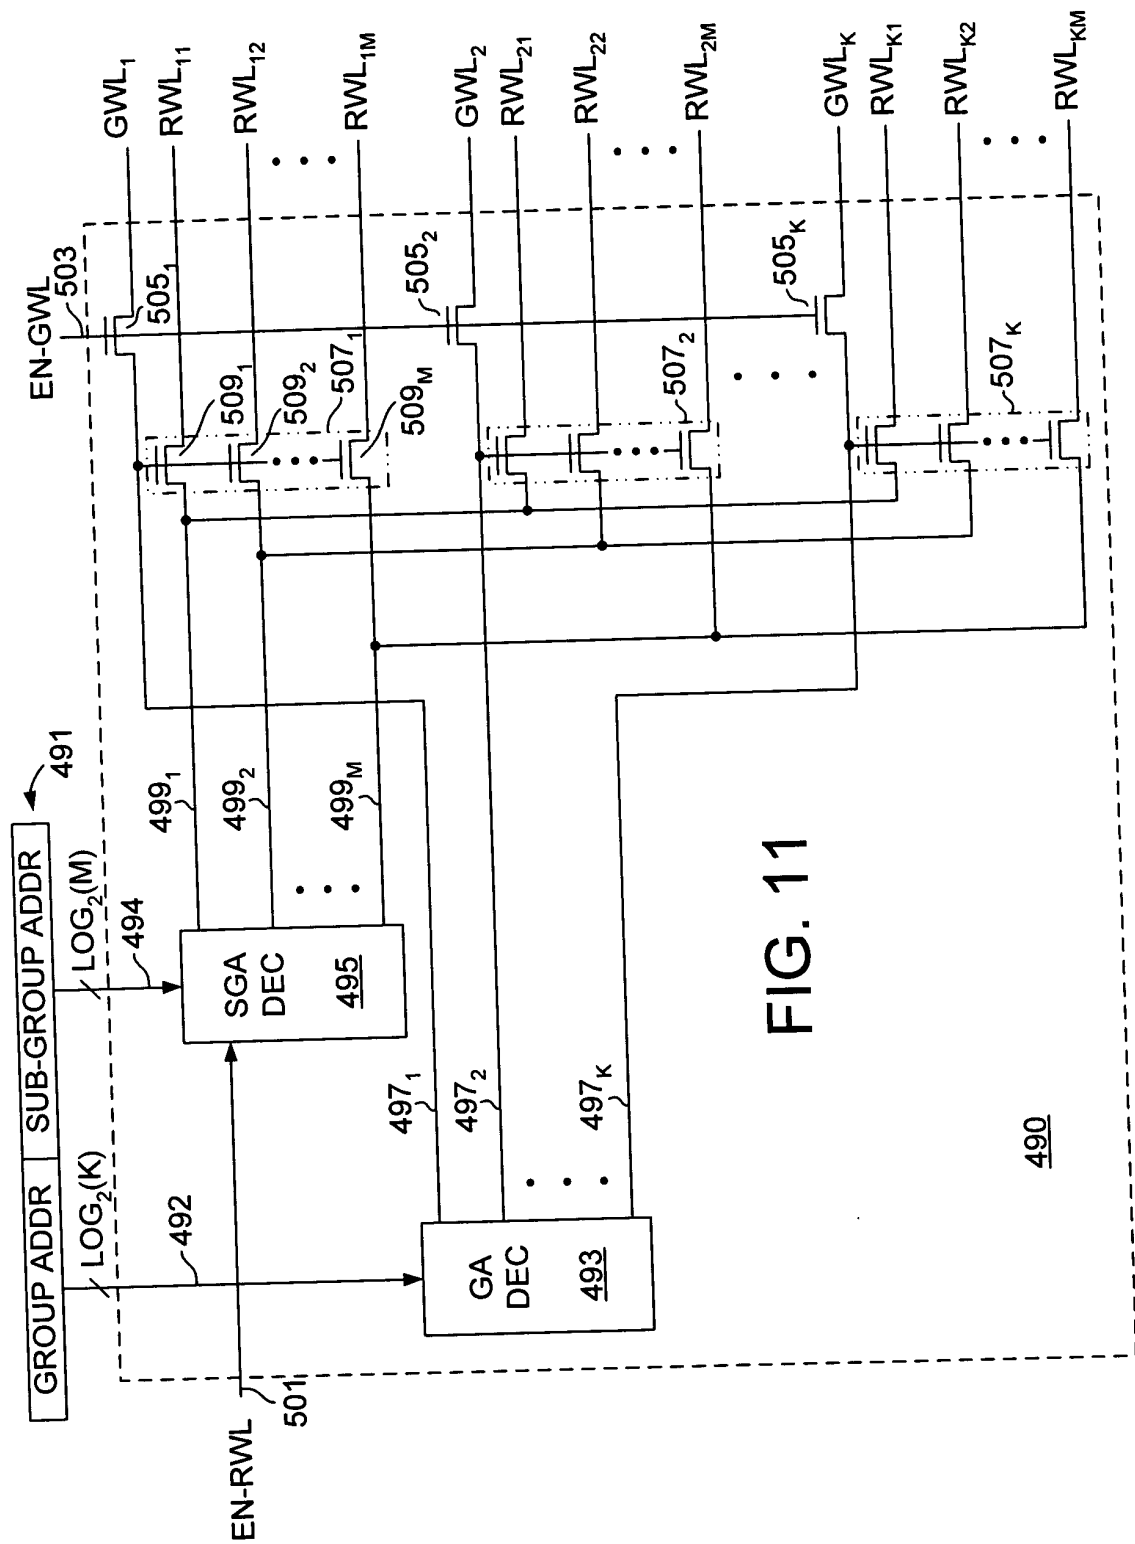 GROUP ADDR
SUB-GROUP ADDR
491
LOG₂(K)
492
LOG₂(M)
494
EN-RWL
501
SGA
DEC
495
GA
DEC
493
499₁
499₂
499M
497₁
497₂
497K
EN-GWL
503
505₁
505₂
505K
509₁
509₂
509M
507₁
507₂
507K
GWL₁
RWL₁₁
RWL₁₂
RWL₁M
GWL₂
RWL₂₁
RWL₂₂
RWL₂M
GWLK
RWLK₁
RWLK₂
RWLKM
490
FIG. 11